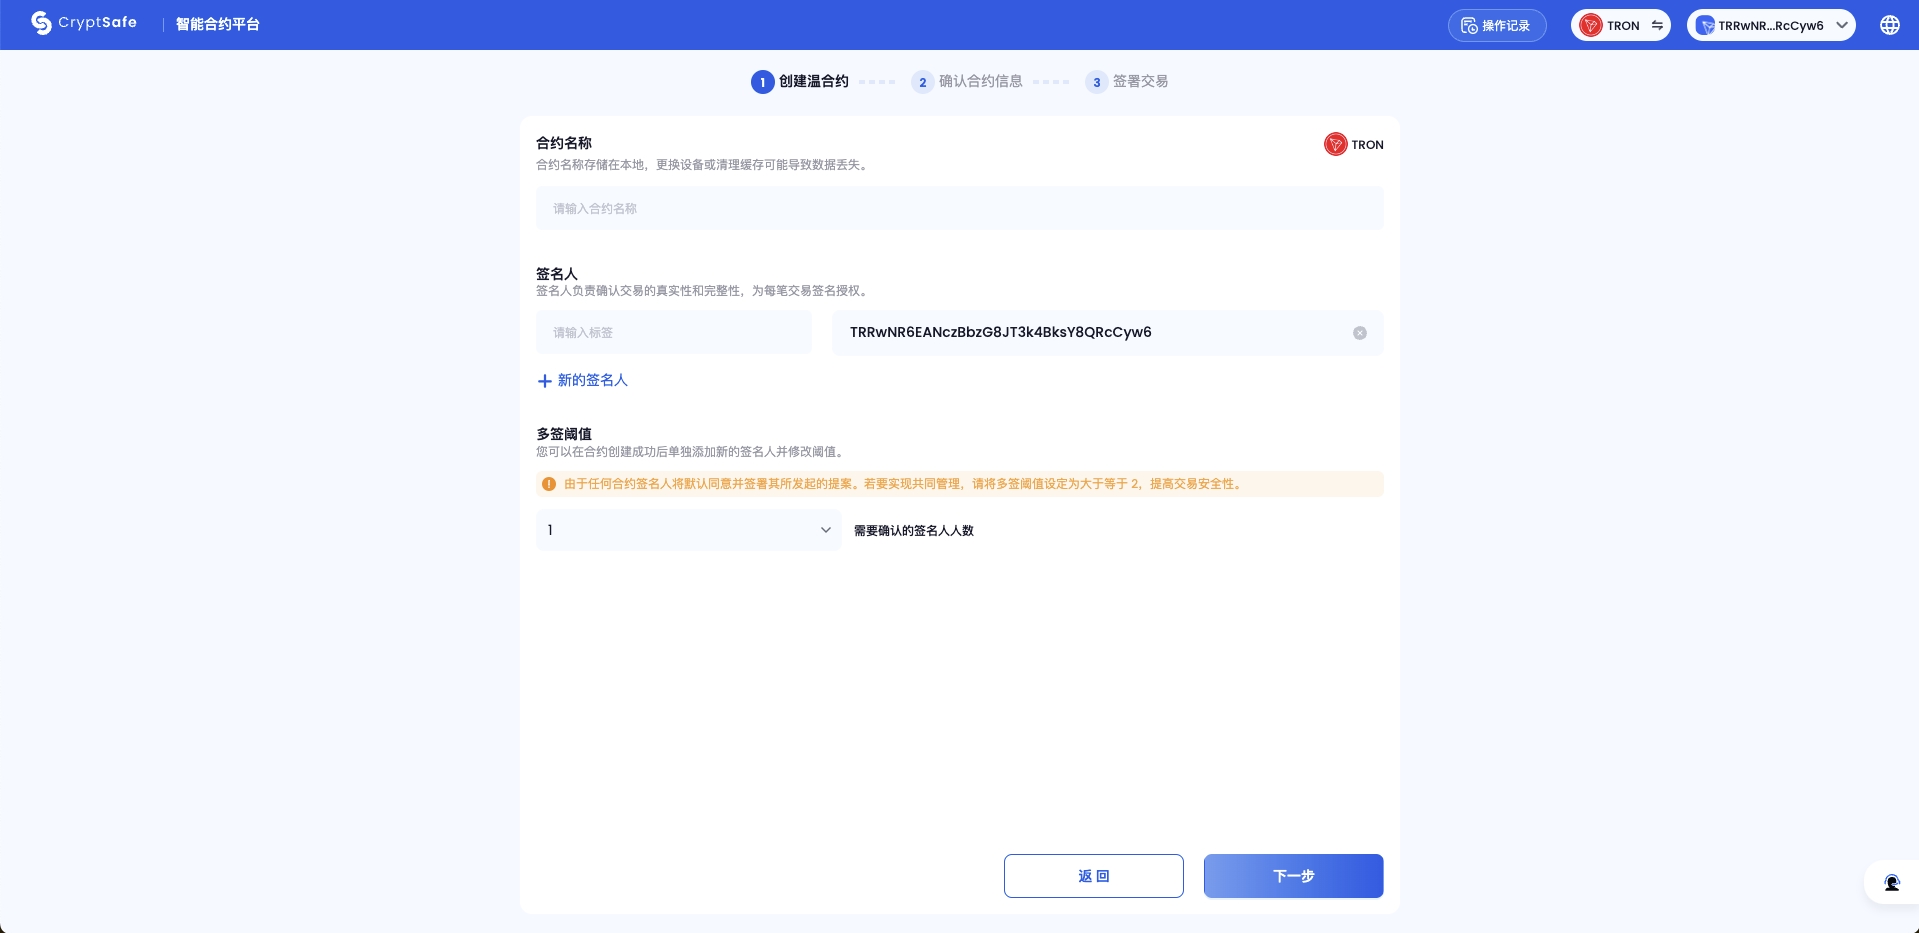 CryptSafe
智能合约平台
操作记录
TRON
TRRwNR...RcCyw6
1 创建温合约
2 确认合约信息
3 签署交易
合约名称
TRON
合约名称存储在本地，更换设备或清理缓存可能导致数据丢失。
请输入合约名称
签名人
签名人负责确认交易的真实性和完整性，为每笔交易签名授权。
请输入标签
TRRwNR6EANczBbzG8JT3k4BksY8QRcCyw6
新的签名人
多签阈值
您可以在合约创建成功后单独添加新的签名人并修改阈值。
由于任何合约签名人将默认同意并签署其所发起的提案。若要实现共同管理，请将多签阈值设定为大于等于 2，提高交易安全性。
1
需要确认的签名人人数
返 回
下一步